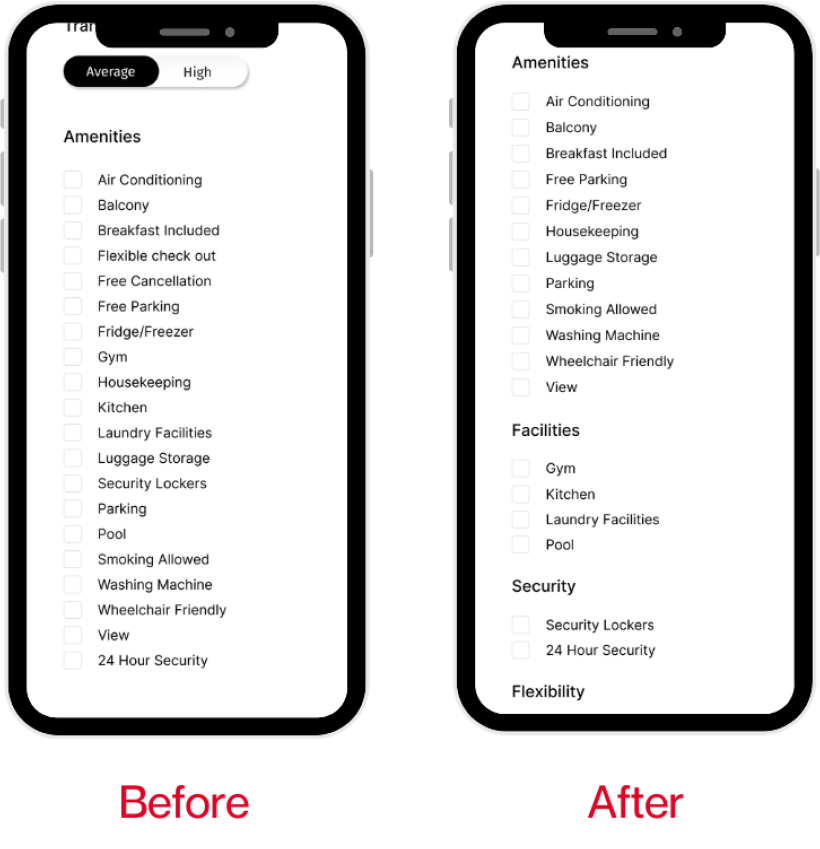 Average High
Amenities
Air Conditioning
Balcony
Breakfast Included
Flexible check out
Free Cancellation
Free Parking
Fridge/Freezer
Gym
Housekeeping
Kitchen
Laundry Facilities
Luggage Storage
Security Lockers
Parking
Pool
Smoking Allowed
Washing Machine
Wheelchair Friendly
View
24 Hour Security
Before
Amenities
Air Conditioning
Balcony
Breakfast Included
Free Parking
Fridge/Freezer
Housekeeping
Luggage Storage
Parking
Smoking Allowed
Washing Machine
Wheelchair Friendly
View
Facilities
Gym
Kitchen
Laundry Facilities
Pool
Security
Security Lockers
24 Hour Security
Flexibility
After